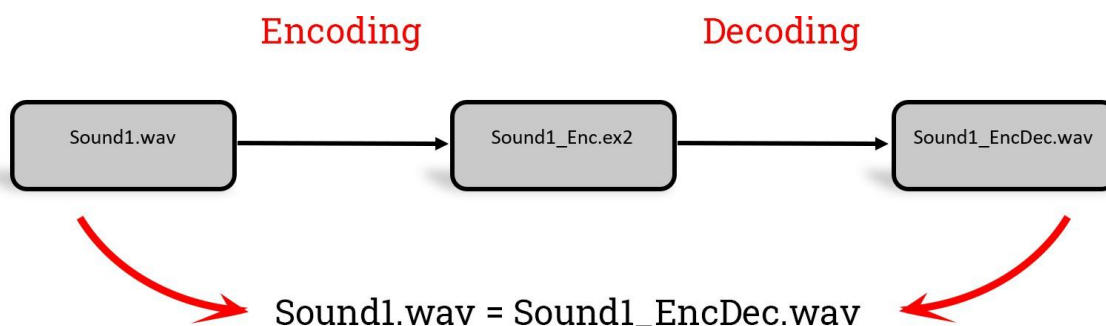 Encoding Decoding
Sound1.wav Sound1_Enc.ex2 Sound1_EncDec.wav
Sound1.wav = Sound1_EncDec.wav